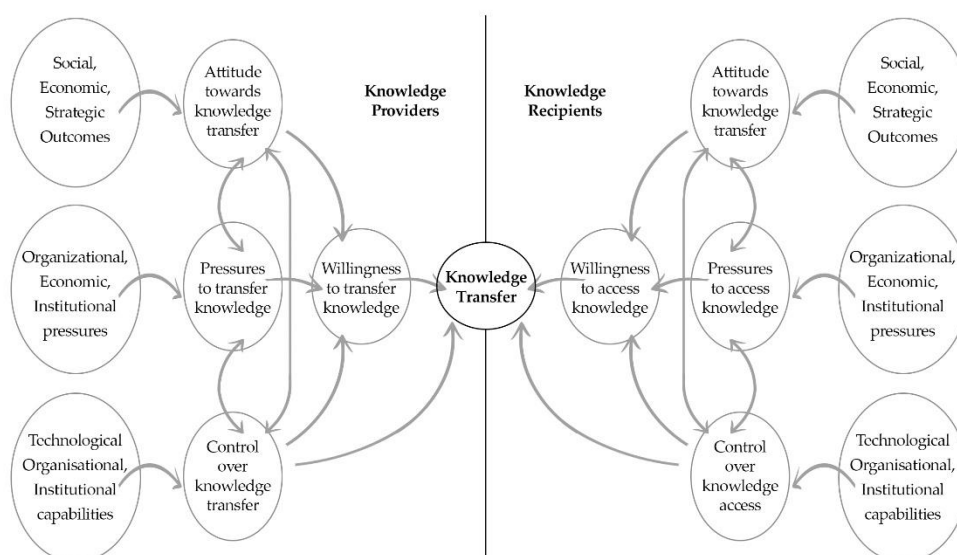 Social,
Economic,
Strategic
Outcomes
Attitude
towards
knowledge
transfer
Knowledge
Providers
Knowledge
Recipients
Attitude
towards
knowledge
transfer
Social,
Economic,
Strategic
Outcomes
Organizational,
Economic,
Institutional
pressures
Pressures
to transfer
knowledge
Willingness
to transfer
knowledge
Knowledge
Transfer
Willingness
to access
knowledge
Pressures
to access
knowledge
Organizational,
Economic,
Institutional
pressures
Technological
Organisational,
Institutional
capabilities
Control
over
knowledge
transfer
Control
over
knowledge
access
Technological
Organisational,
Institutional
capabilities